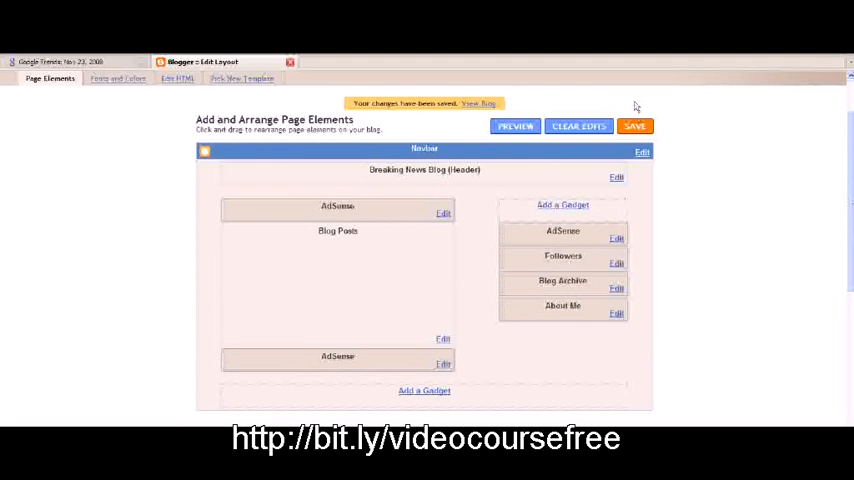 Google Trends: Nov 23, 2008
Blogger :: Edit Layout
Page Elements
Fonts and Colors
Edit HTML
Pick New Template
Your changes have been saved. View Blog
Add and Arrange Page Elements
Click and drag to rearrange page elements on your blog.
PREVIEW
CLEAR EDITS
SAVE
Navbar
Edit
Breaking News Blog (Header)
Edit
AdSense
Edit
Blog Posts
Edit
AdSense
Edit
Add a Gadget
AdSense
Edit
Followers
Edit
Blog Archive
Edit
About Me
Edit
Add a Gadget
http://bit.ly/videocoursefree